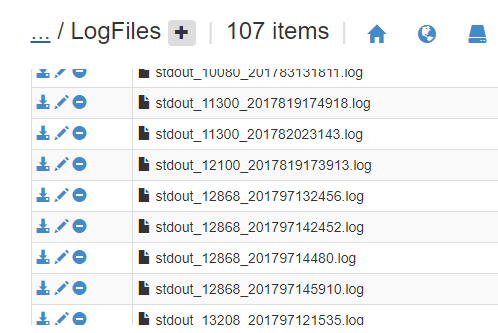 ... / LogFiles + | 107 items |
stdout_10080_201783131811.log
stdout_11300_2017819174918.log
stdout_11300_201782023143.log
stdout_12100_2017819173913.log
stdout_12868_201797132456.log
stdout_12868_201797142452.log
stdout_12868_20179714480.log
stdout_12868_201797145910.log
stdout_13208_201797121535.log